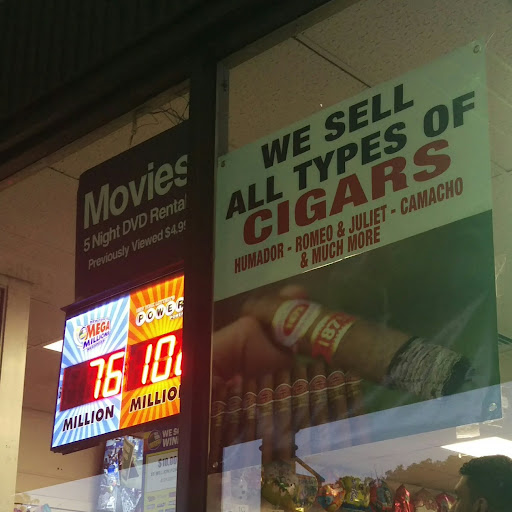 WE SELL
ALL TYPES OF
CIGARS
HUMADOR - ROMEO & JULIET - CAMACHO
& MUCH MORE
Movies
5 Night DVD Rental
Previously Viewed $4.99
MEGA
MILLIONS
76
MILLION
POWER
MILLION